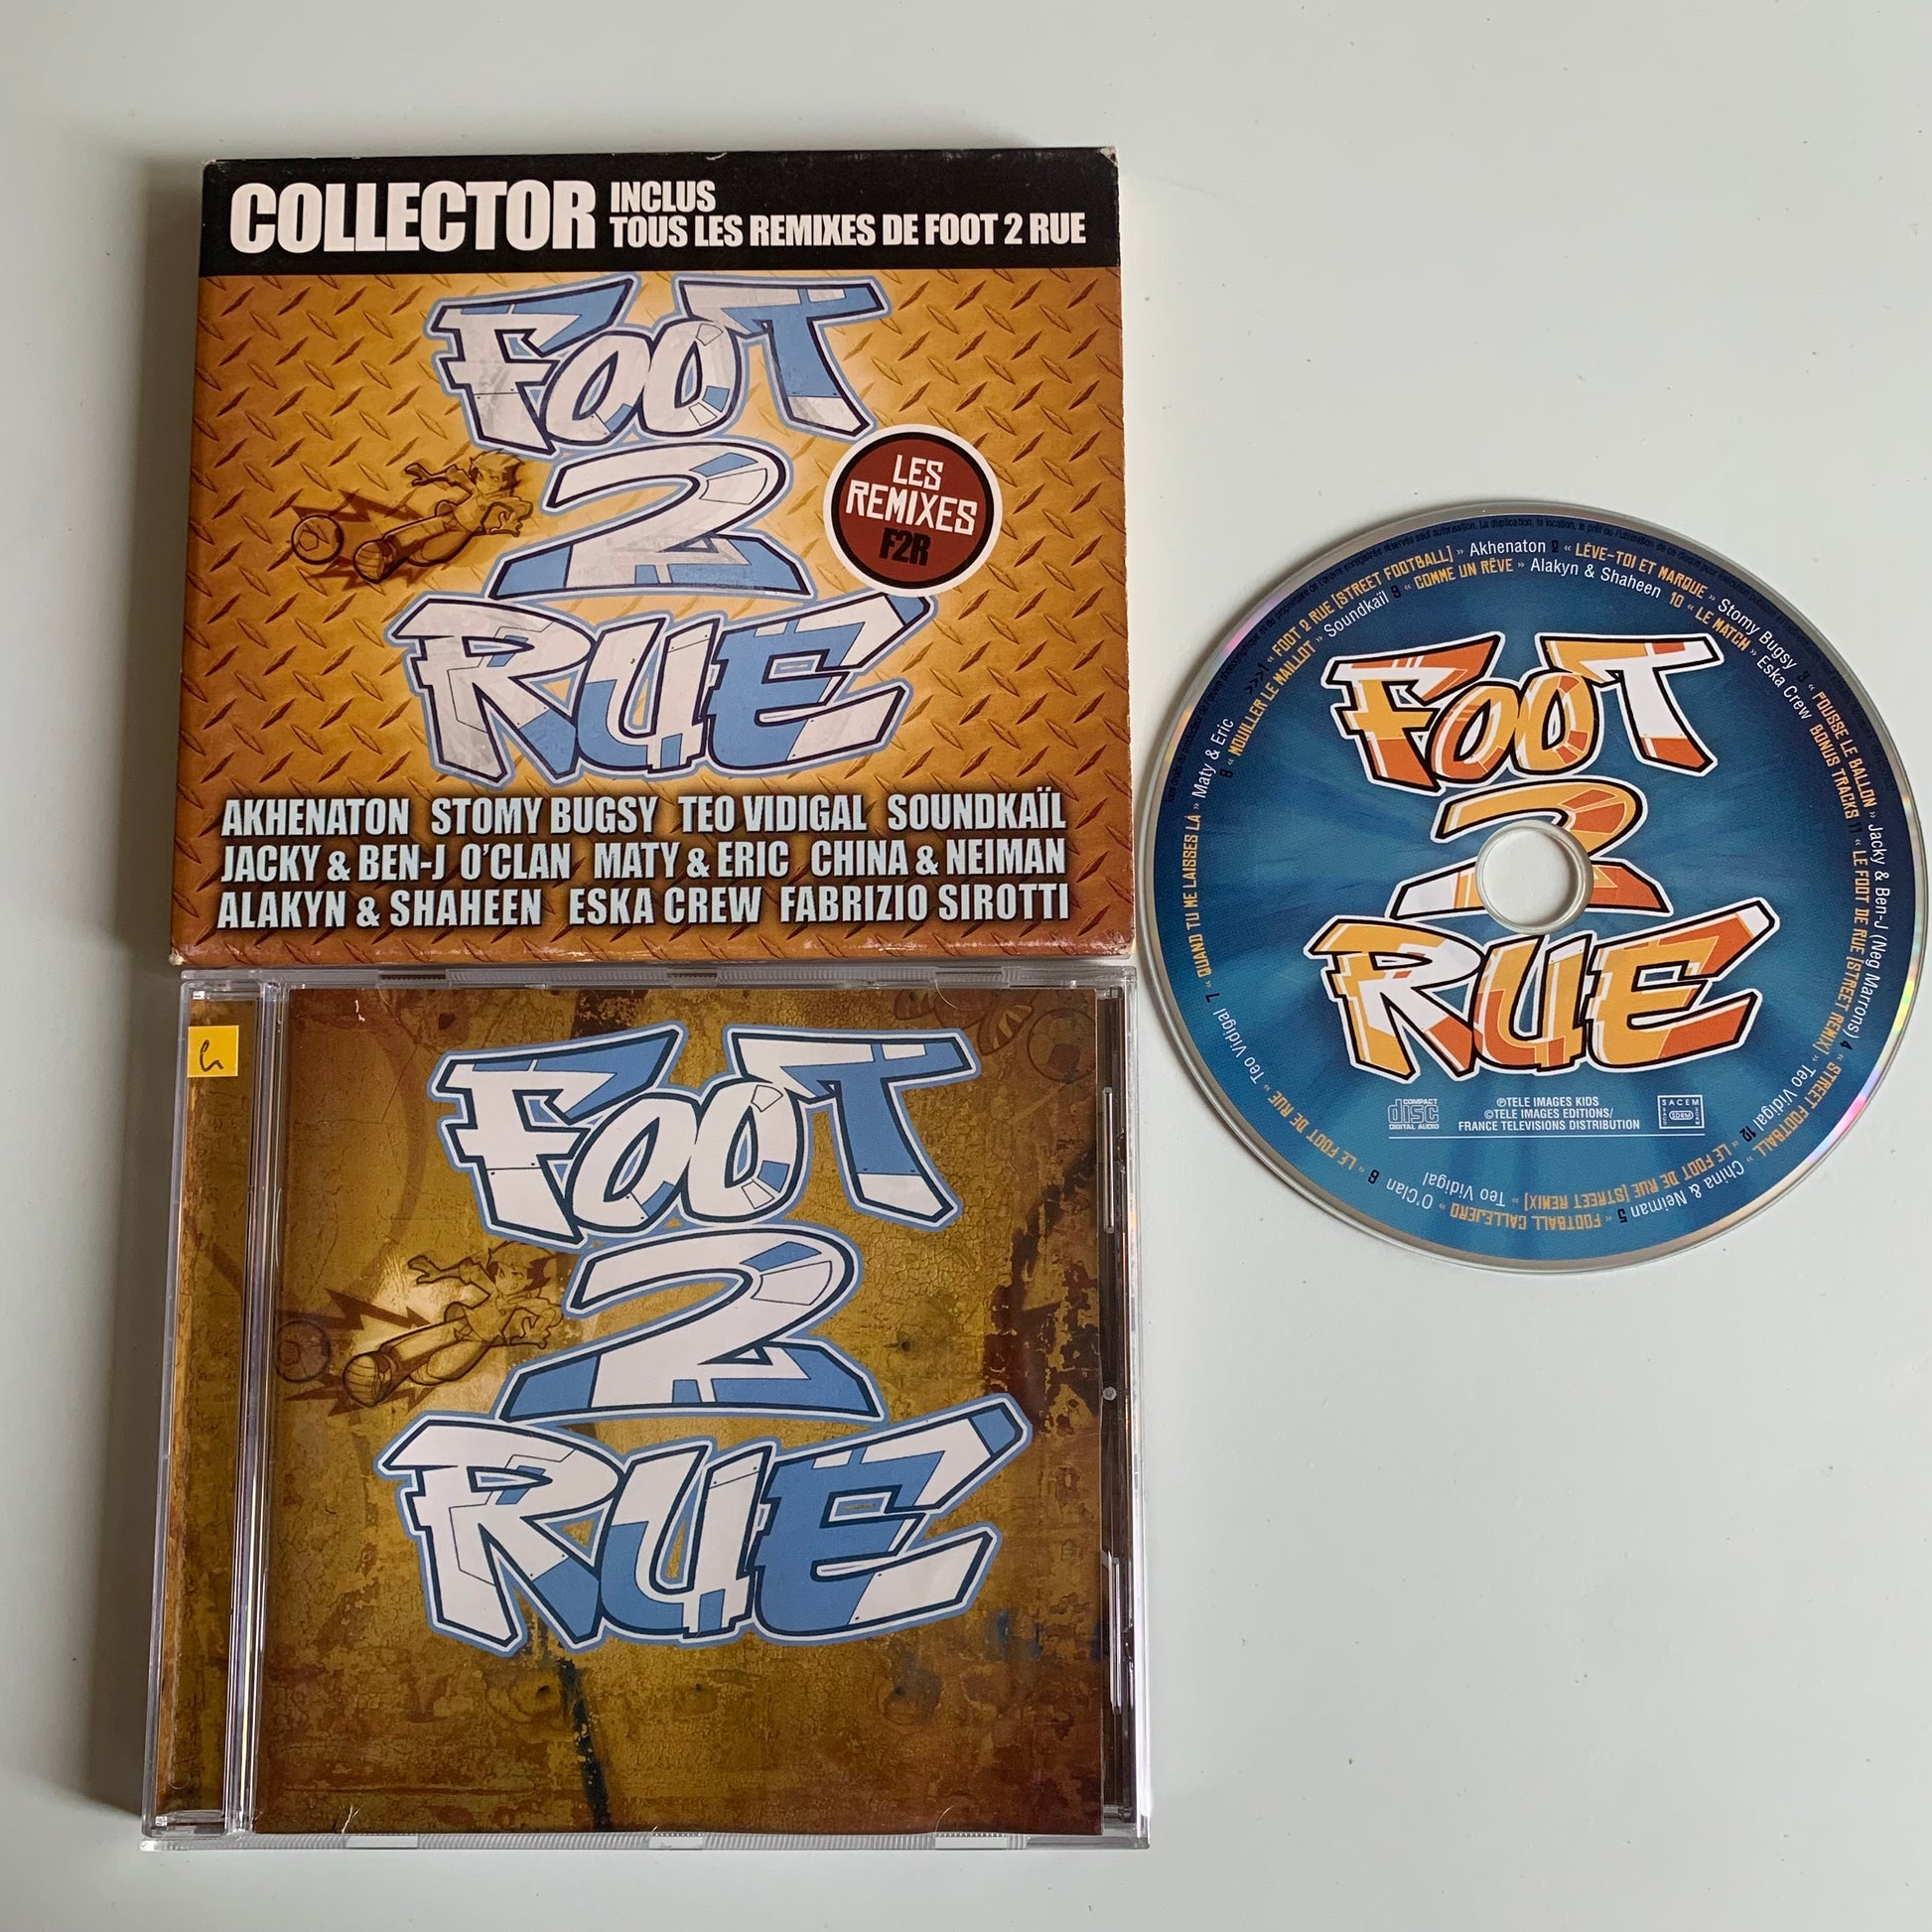 COLLECTOR INCLUS
TOUS LES REMIXES DE FOOT 2 RUE
FOOT
2
RUE
LES
REMIXES
F2R
AKHENATON STOMY BUGSY TEO VIDIGAL SOUNDKAÏL
JACKY & BEN-J O'CLAN MATY & ERIC CHINA & NEIMAN
ALAKYN & SHAHEEN ESKA CREW FABRIZIO SIROTTI
FOOT
2
RUE
>>> 1 « FOOT 2 RUE [STREET FOOTBALL] » Akhenaton 2 « LÈVE-TOI ET MARQUE » Stomy Bugsy 3 « POUSSE LE BALLON » Jacky & Ben-J (Neg Marrons) 4 « STREET FOOTBALL » China & Neiman 5 « FOOTBALL CALLEJERO » O'Clan 6 « LE FOOT DE RUE » Teo Vidigal 7 « QUAND TU ME LAISSES LÀ » Maty & Eric
8 « MOUILLER LE MAILLOT » Soundkaïl 9 « COMME UN RÊVE » Alakyn & Shaheen 10 « LE MATCH » Eska Crew BONUS TRACKS 11 « LE FOOT DE RUE [STREET REMIX] » Teo Vidigal 12 « LE FOOT DE RUE [STREET REMIX] » Teo Vidigal
FOOT
2
RUE
COMPACT
disc
DIGITAL AUDIO
℗TELE IMAGES KIDS
©TELE IMAGES EDITIONS/
FRANCE TELEVISIONS DISTRIBUTION
SACEM
SDRM